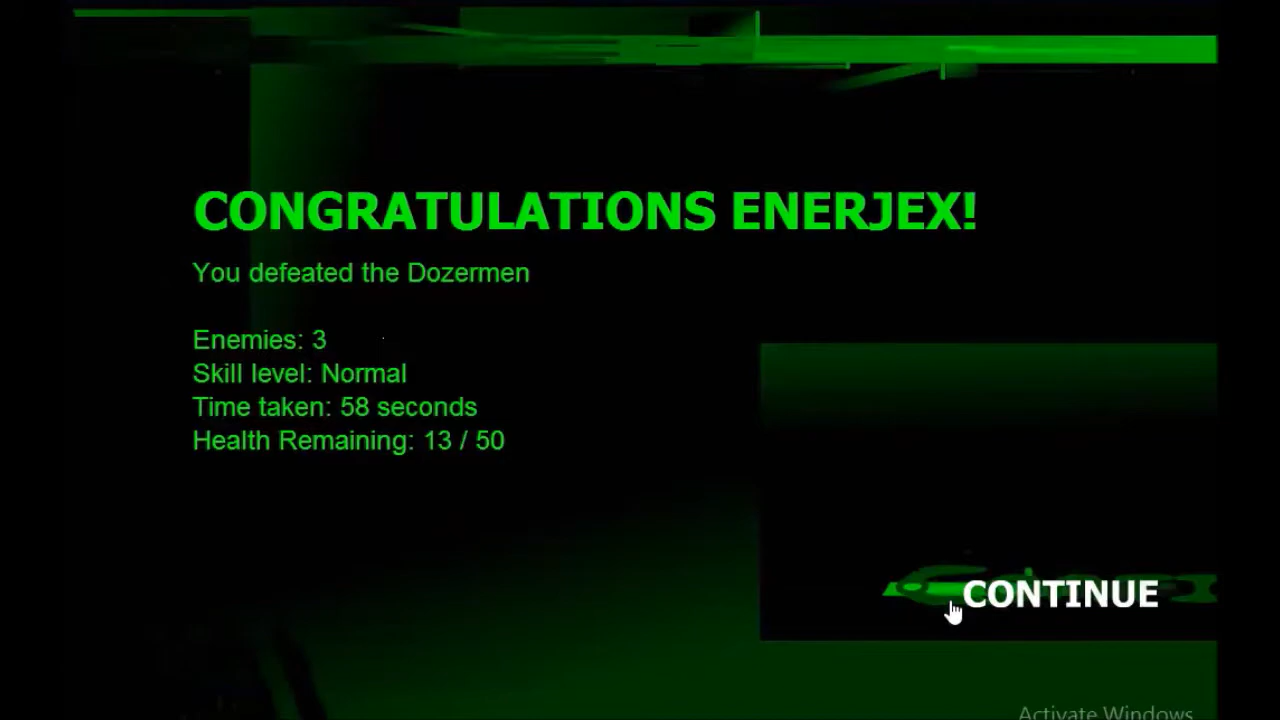 CONGRATULATIONS ENERJEX!
You defeated the Dozermen
Enemies: 3
Skill level: Normal
Time taken: 58 seconds
Health Remaining: 13 / 50
CONTINUE
Activate Windows